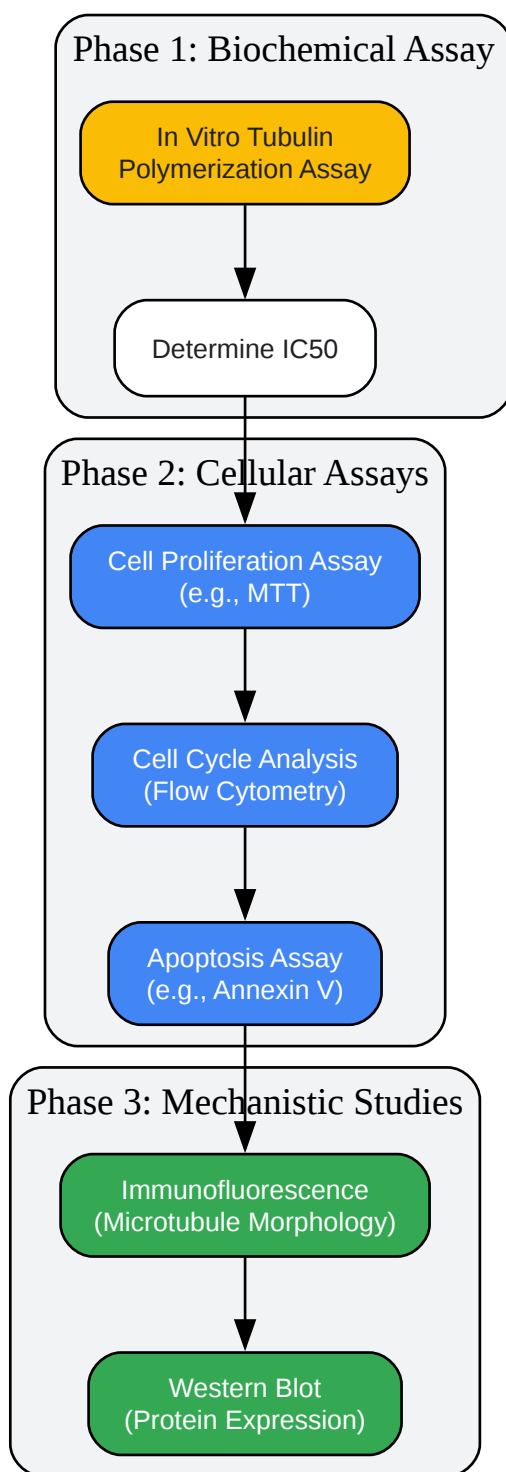 Phase 1: Biochemical Assay
In Vitro Tubulin
Polymerization Assay
Determine IC50
Phase 2: Cellular Assays
Cell Proliferation Assay
(e.g., MTT)
Cell Cycle Analysis
(Flow Cytometry)
Apoptosis Assay
(e.g., Annexin V)
Phase 3: Mechanistic Studies
Immunofluorescence
(Microtubule Morphology)
Western Blot
(Protein Expression)